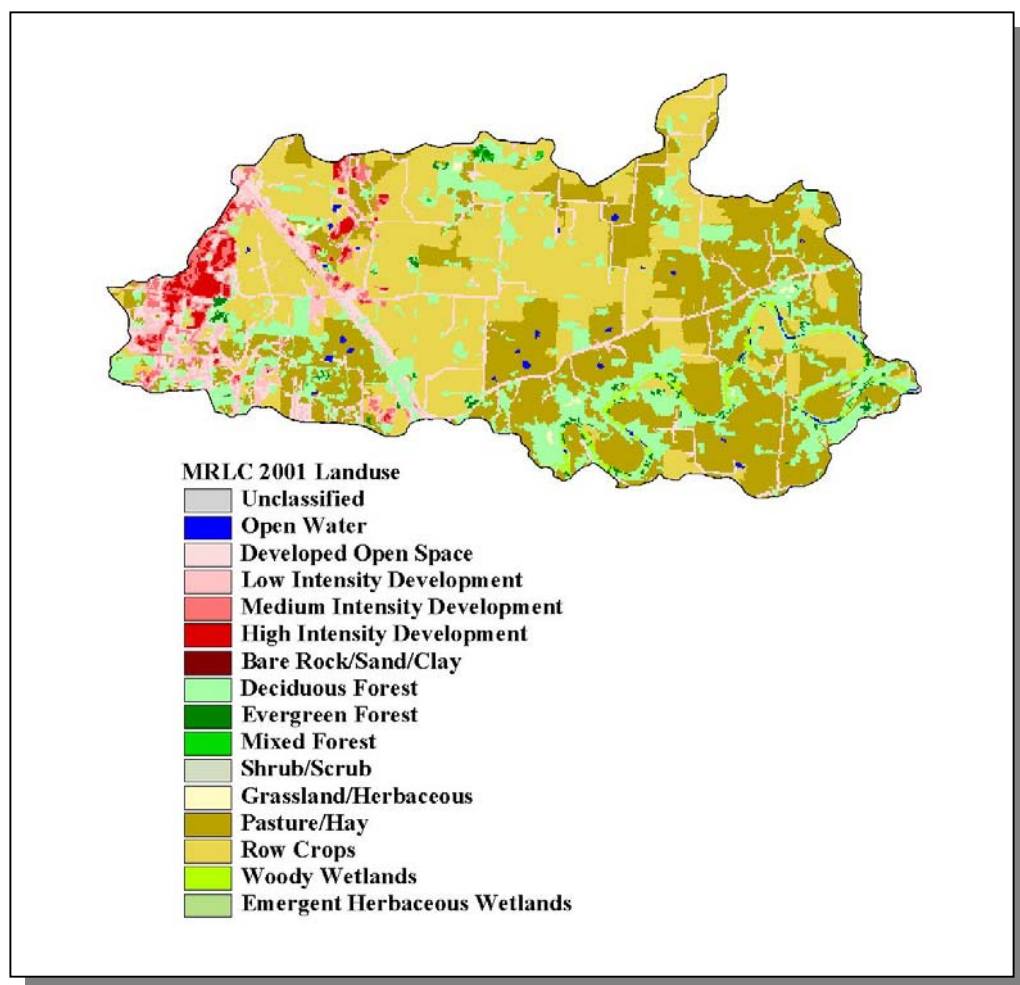 MRLC 2001 Landuse
Unclassified
Open Water
Developed Open Space
Low Intensity Development
Medium Intensity Development
High Intensity Development
Bare Rock/Sand/Clay
Deciduous Forest
Evergreen Forest
Mixed Forest
Shrub/Scrub
Grassland/Herbaceous
Pasture/Hay
Row Crops
Woody Wetlands
Emergent Herbaceous Wetlands